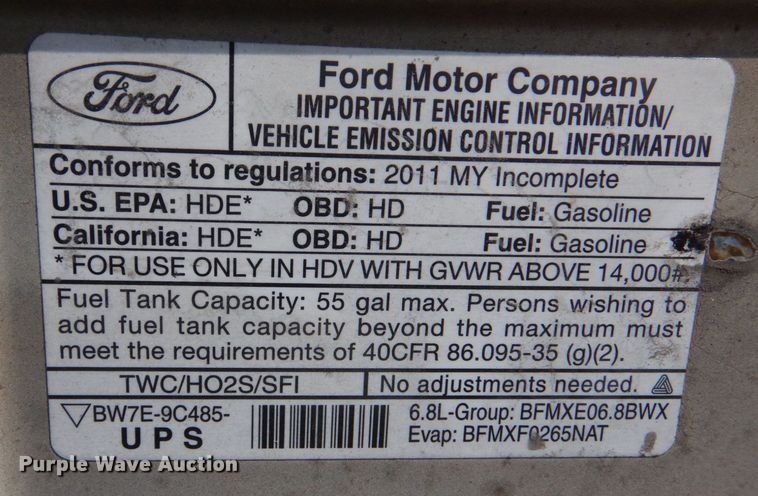 Ford
Ford Motor Company
IMPORTANT ENGINE INFORMATION/
VEHICLE EMISSION CONTROL INFORMATION
Conforms to regulations: 2011 MY Incomplete
U.S. EPA: HDE* OBD: HD Fuel: Gasoline
California: HDE* OBD: HD Fuel: Gasoline
* FOR USE ONLY IN HDV WITH GVWR ABOVE 14,000#.
Fuel Tank Capacity: 55 gal max. Persons wishing to
add fuel tank capacity beyond the maximum must
meet the requirements of 40CFR 86.095-35 (g)(2).
TWC/HO2S/SFI No adjustments needed.
BW7E-9C485- 6.8L-Group: BFMXE06.8BWX
UPS Evap: BFMXF0265NAT
Purple Wave Auction